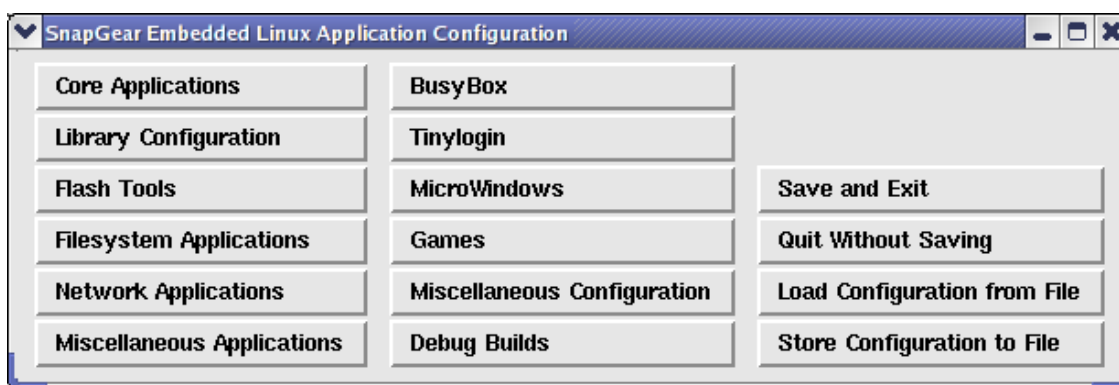 SnapGear Embedded Linux Application Configuration
Core Applications
Library Configuration
Flash Tools
Filesystem Applications
Network Applications
Miscellaneous Applications
BusyBox
Tinylogin
MicroWindows
Games
Miscellaneous Configuration
Debug Builds
Save and Exit
Quit Without Saving
Load Configuration from File
Store Configuration to File